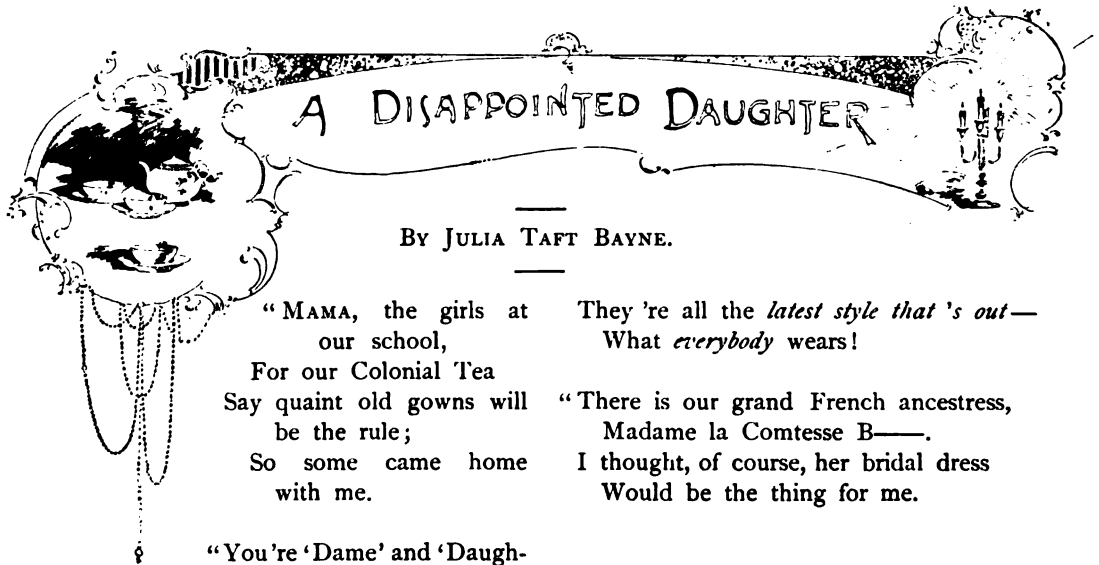 A DISAPPOINTED DAUGHTER
BY JULIA TAFT BAYNE.
“ MAMA, the girls at
our school,
For our Colonial Tea
Say quaint old gowns will
be the rule;
So some came home
with me.
“You're ‘Dame’ and ‘Daugh-
They 're all the latest style that 's out—
What everybody wears!
“ There is our grand French ancestress,
Madame la Comtesse B——.
I thought, of course, her bridal dress
Would be the thing for me.